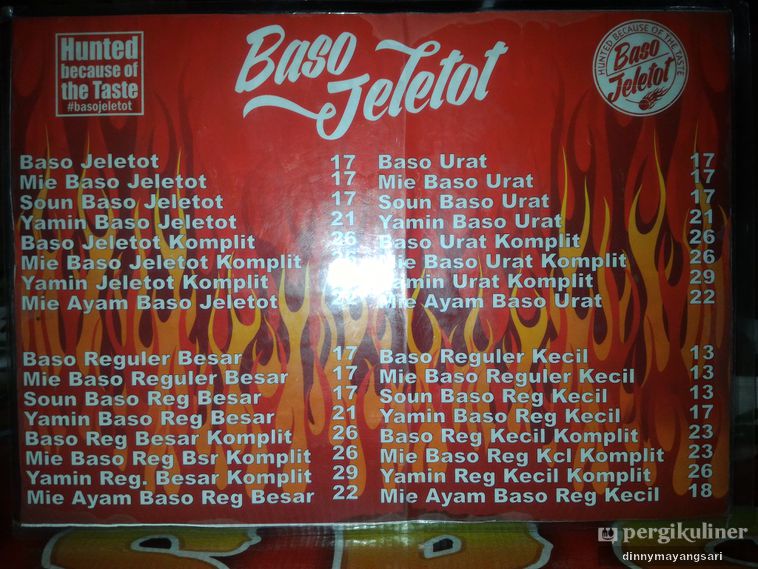 Hunted
because of
the Taste
#basojeletot
Baso
Jeletot
HUNTED BECAUSE OF THE TASTE
Baso
Jeletot
Baso Jeletot 17
Mie Baso Jeletot 17
Soun Baso Jeletot 17
Yamin Baso Jeletot 21
Baso Jeletot Komplit 26
Mie Baso Jeletot Komplit
Yamin Jeletot Komplit
Mie Ayam Baso Jeletot 22
Baso Urat 17
Mie Baso Urat 17
Soun Baso Urat 17
Yamin Baso Urat 21
Baso Urat Komplit 26
Mie Baso Urat Komplit 26
Yamin Urat Komplit 29
Mie Ayam Baso Urat 22
Baso Reguler Besar 17
Mie Baso Reguler Besar 17
Soun Baso Reg Besar 17
Yamin Baso Reg Besar 21
Baso Reg Besar Komplit 26
Mie Baso Reg Bsr Komplit 26
Yamin Reg. Besar Komplit 29
Mie Ayam Baso Reg Besar 22
Baso Reguler Kecil 13
Mie Baso Reguler Kecil 13
Soun Baso Reg Kecil 13
Yamin Baso Reg Kecil 17
Baso Reg Kecil Komplit 23
Mie Baso Reg Kcl Komplit 23
Yamin Reg Kecil Komplit 26
Mie Ayam Baso Reg Kecil 18
pergikuliner
dinnymayangsari